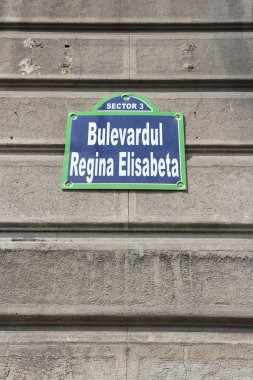 SECTOR 3
Bulevardul
Regina Elisabeta